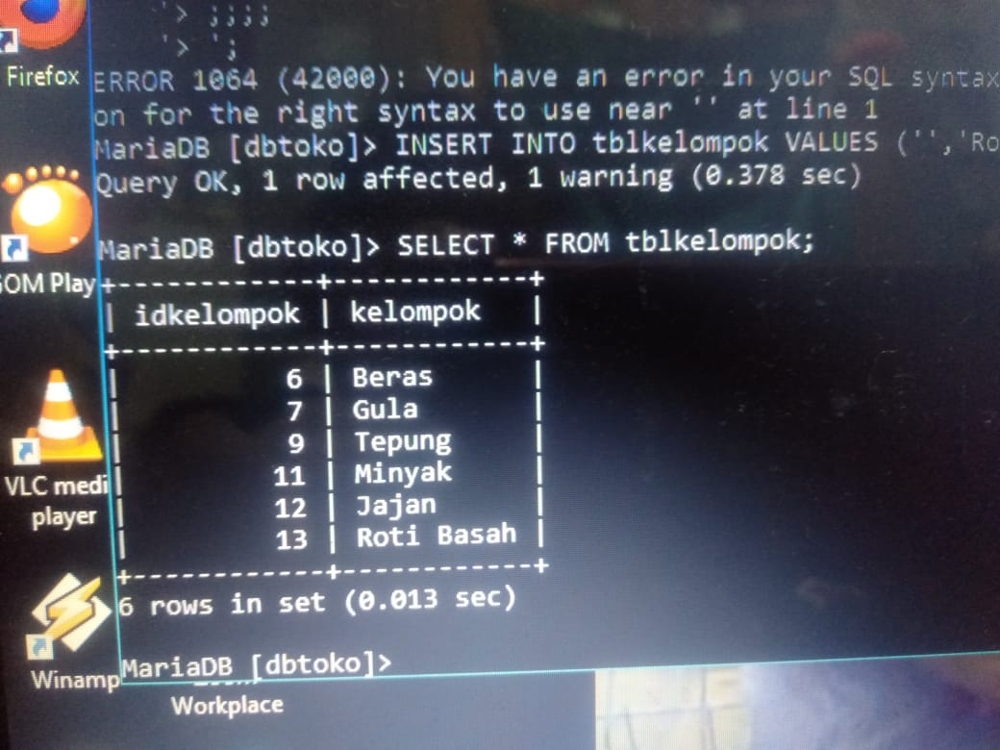 '> ;;;;
'> ';
Firefox
ERROR 1064 (42000): You have an error in your SQL syntax
on for the right syntax to use near '' at line 1
MariaDB [dbtoko]> INSERT INTO tblkelompok VALUES ('','Ro
Query OK, 1 row affected, 1 warning (0.378 sec)
MariaDB [dbtoko]> SELECT * FROM tblkelompok;
GOM Play
+------------+------------+
| idkelompok | kelompok |
+------------+------------+
| 6 | Beras |
| 7 | Gula |
| 9 | Tepung |
| 11 | Minyak |
| 12 | Jajan |
| 13 | Roti Basah |
+------------+------------+
6 rows in set (0.013 sec)
MariaDB [dbtoko]>
VLC medi
player
Winamp
Workplace